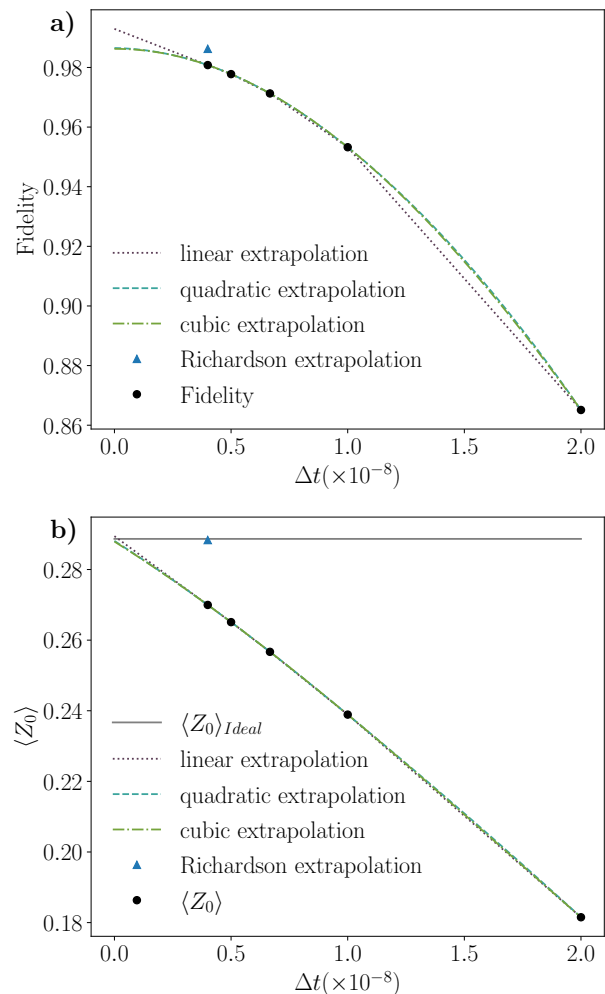 a)
0.98
0.96
0.94
0.92
0.90
0.88
0.86
Fidelity
linear extrapolation
quadratic extrapolation
cubic extrapolation
Richardson extrapolation
Fidelity
0.0 0.5 1.0 1.5 2.0
Δt(×10⁻⁸)
b)
0.28
0.26
0.24
0.22
0.20
0.18
⟨Z₀⟩
⟨Z₀⟩_Ideal
linear extrapolation
quadratic extrapolation
cubic extrapolation
Richardson extrapolation
⟨Z₀⟩
0.0 0.5 1.0 1.5 2.0
Δt(×10⁻⁸)